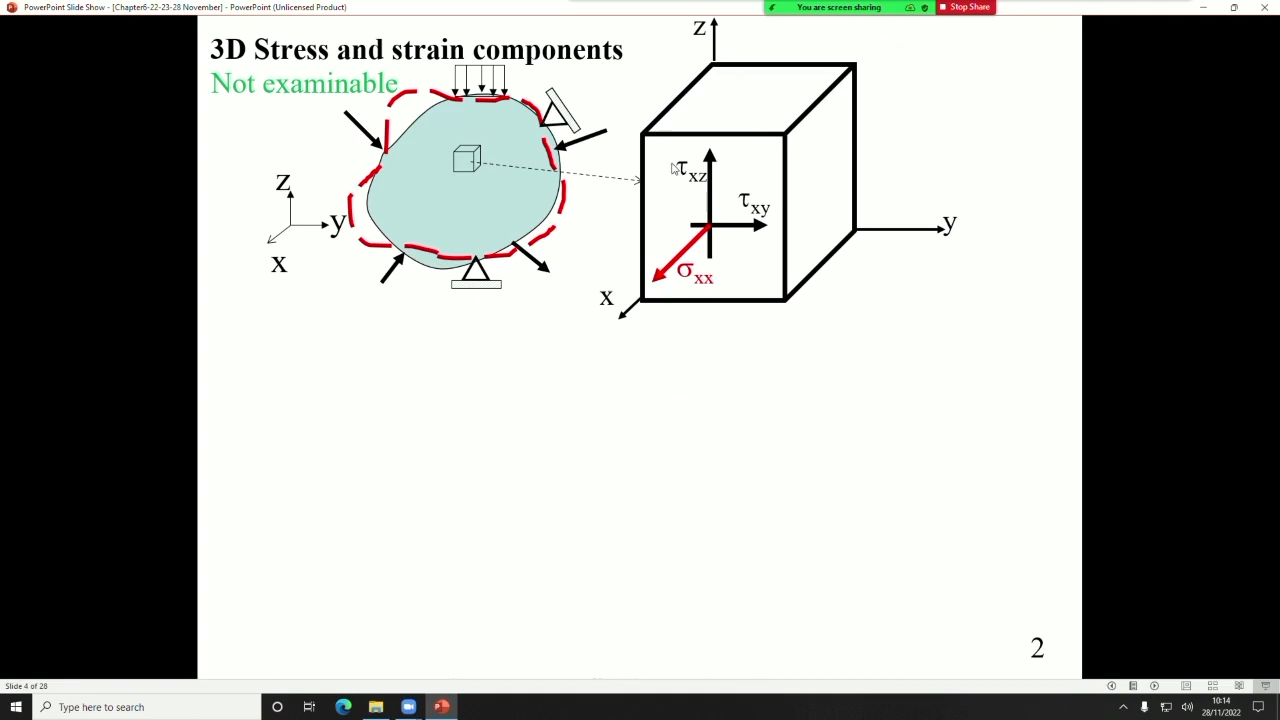 PowerPoint Slide Show - [Chapter6-22-23-28 November] - PowerPoint (Unlicensed Product)
You are screen sharing
Stop Share
3D Stress and strain components
Not examinable
z
y
x
z
τxz
τxy
σxx
y
x
2
Slide 4 of 28
Type here to search
10:14
28/11/2022